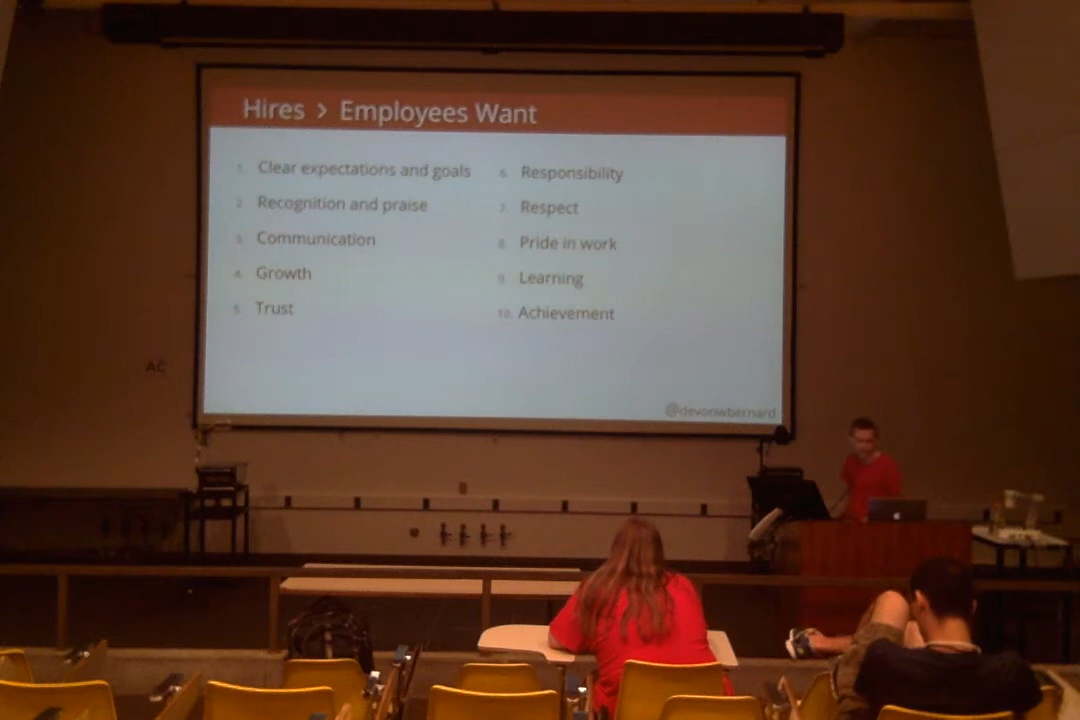 Hires > Employees Want
1. Clear expectations and goals
2. Recognition and praise
3. Communication
4. Growth
5. Trust
6. Responsibility
7. Respect
8. Pride in work
9. Learning
10. Achievement
@devonwbernard
AC